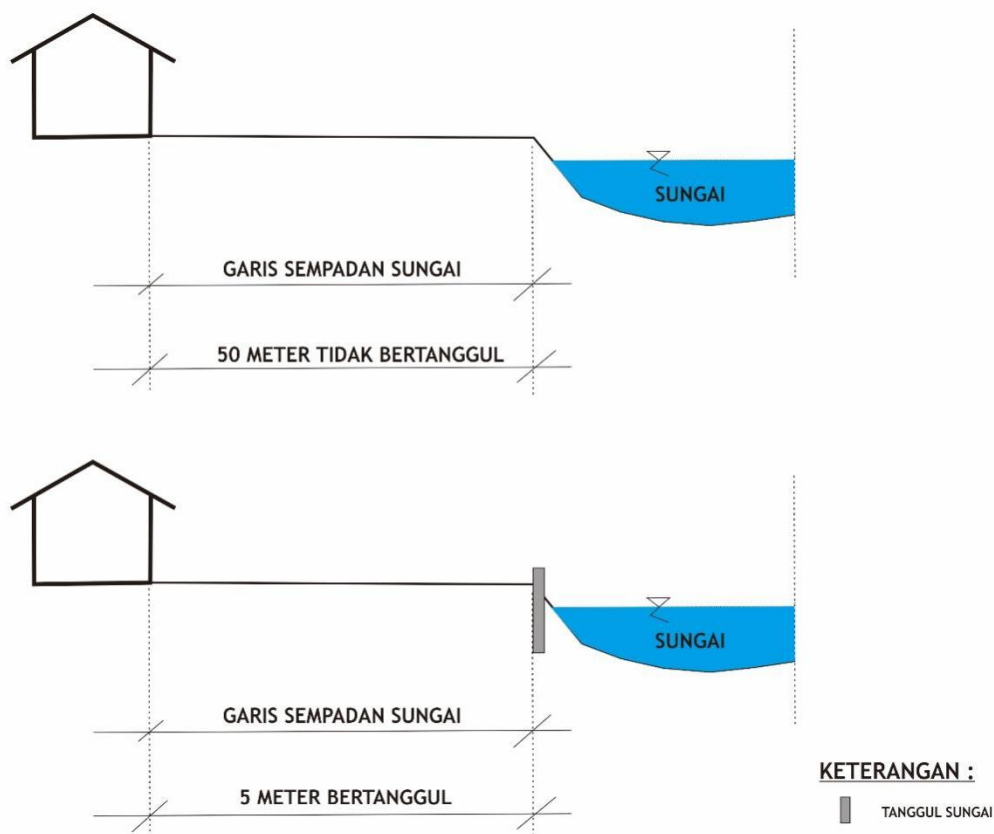 SUNGAI
GARIS SEMPADAN SUNGAI
50 METER TIDAK BERTANGGUL
SUNGAI
GARIS SEMPADAN SUNGAI
5 METER BERTANGGUL
KETERANGAN :
TANGGUL SUNGAI